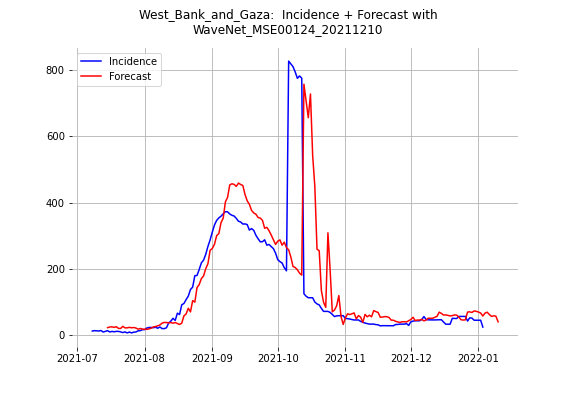 West_Bank_and_Gaza:  Incidence + Forecast with
WaveNet_MSE00124_20211210
Incidence
Forecast
800
600
400
200
0
2021-07 2021-08 2021-09 2021-10 2021-11 2021-12 2022-01